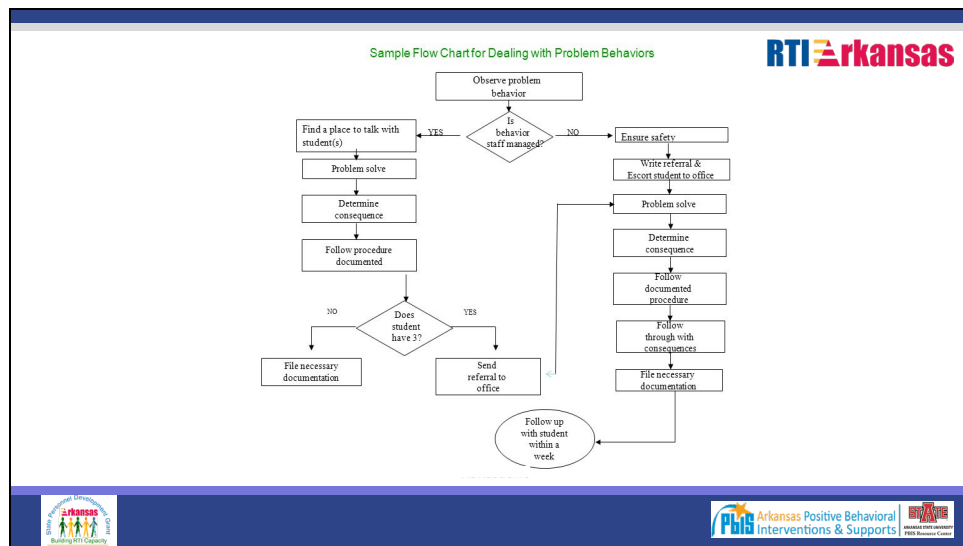 Sample Flow Chart for Dealing with Problem Behaviors
RTI Arkansas
Observe problem
behavior
Find a place to talk with
student(s)
YES
Is
behavior
staff managed?
NO
Ensure safety
Problem solve
Write referral &
Escort student to office
Determine
consequence
Problem solve
Follow procedure
documented
Determine
consequence
Follow
documented
procedure
NO
Does
student
have 3?
YES
Follow
through with
consequences
File necessary
documentation
Send
referral to
office
File necessary
documentation
Follow up
with student
within a
week
State Personnel Development Grant
Arkansas
Building RTI Capacity
PBIS
Arkansas Positive Behavioral
Interventions & Supports
STATE
ARKANSAS STATE UNIVERSITY
PBIS Resource Center